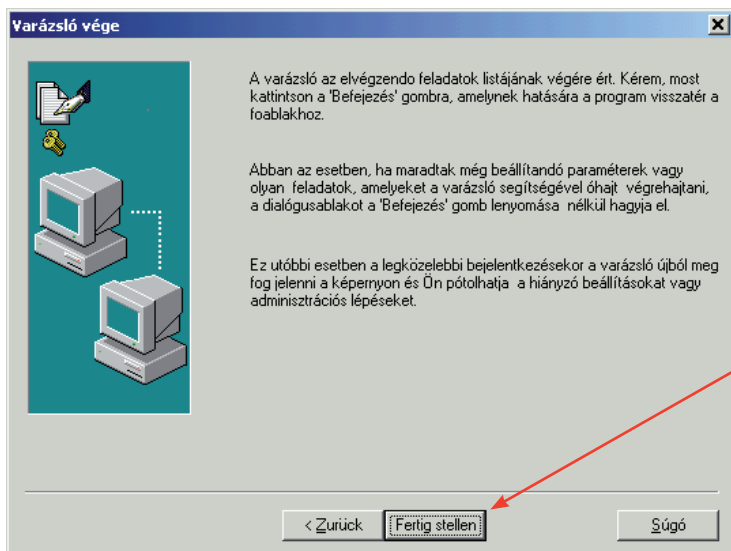 Varázsló vége
A varázsló az elvégzendo feladatok listájának végére ért. Kérem, most
kattintson a 'Befejezés' gombra, amelynek hatására a program visszatér a
foablakhoz.
Abban az esetben, ha maradtak még beállítandó paraméterek vagy
olyan feladatok, amelyeket a varázsló segítségével óhajt végrehajtani,
a dialógusablakot a 'Befejezés' gomb lenyomása nélkül hagyja el.
Ez utóbbi esetben a legközelebbi bejelentkezésekor a varázsló újból meg
fog jelenni a képernyon és Ön pótolhatja a hiányzó beállításokat vagy
adminisztrációs lépéseket.
< Zurück Fertig stellen Súgó